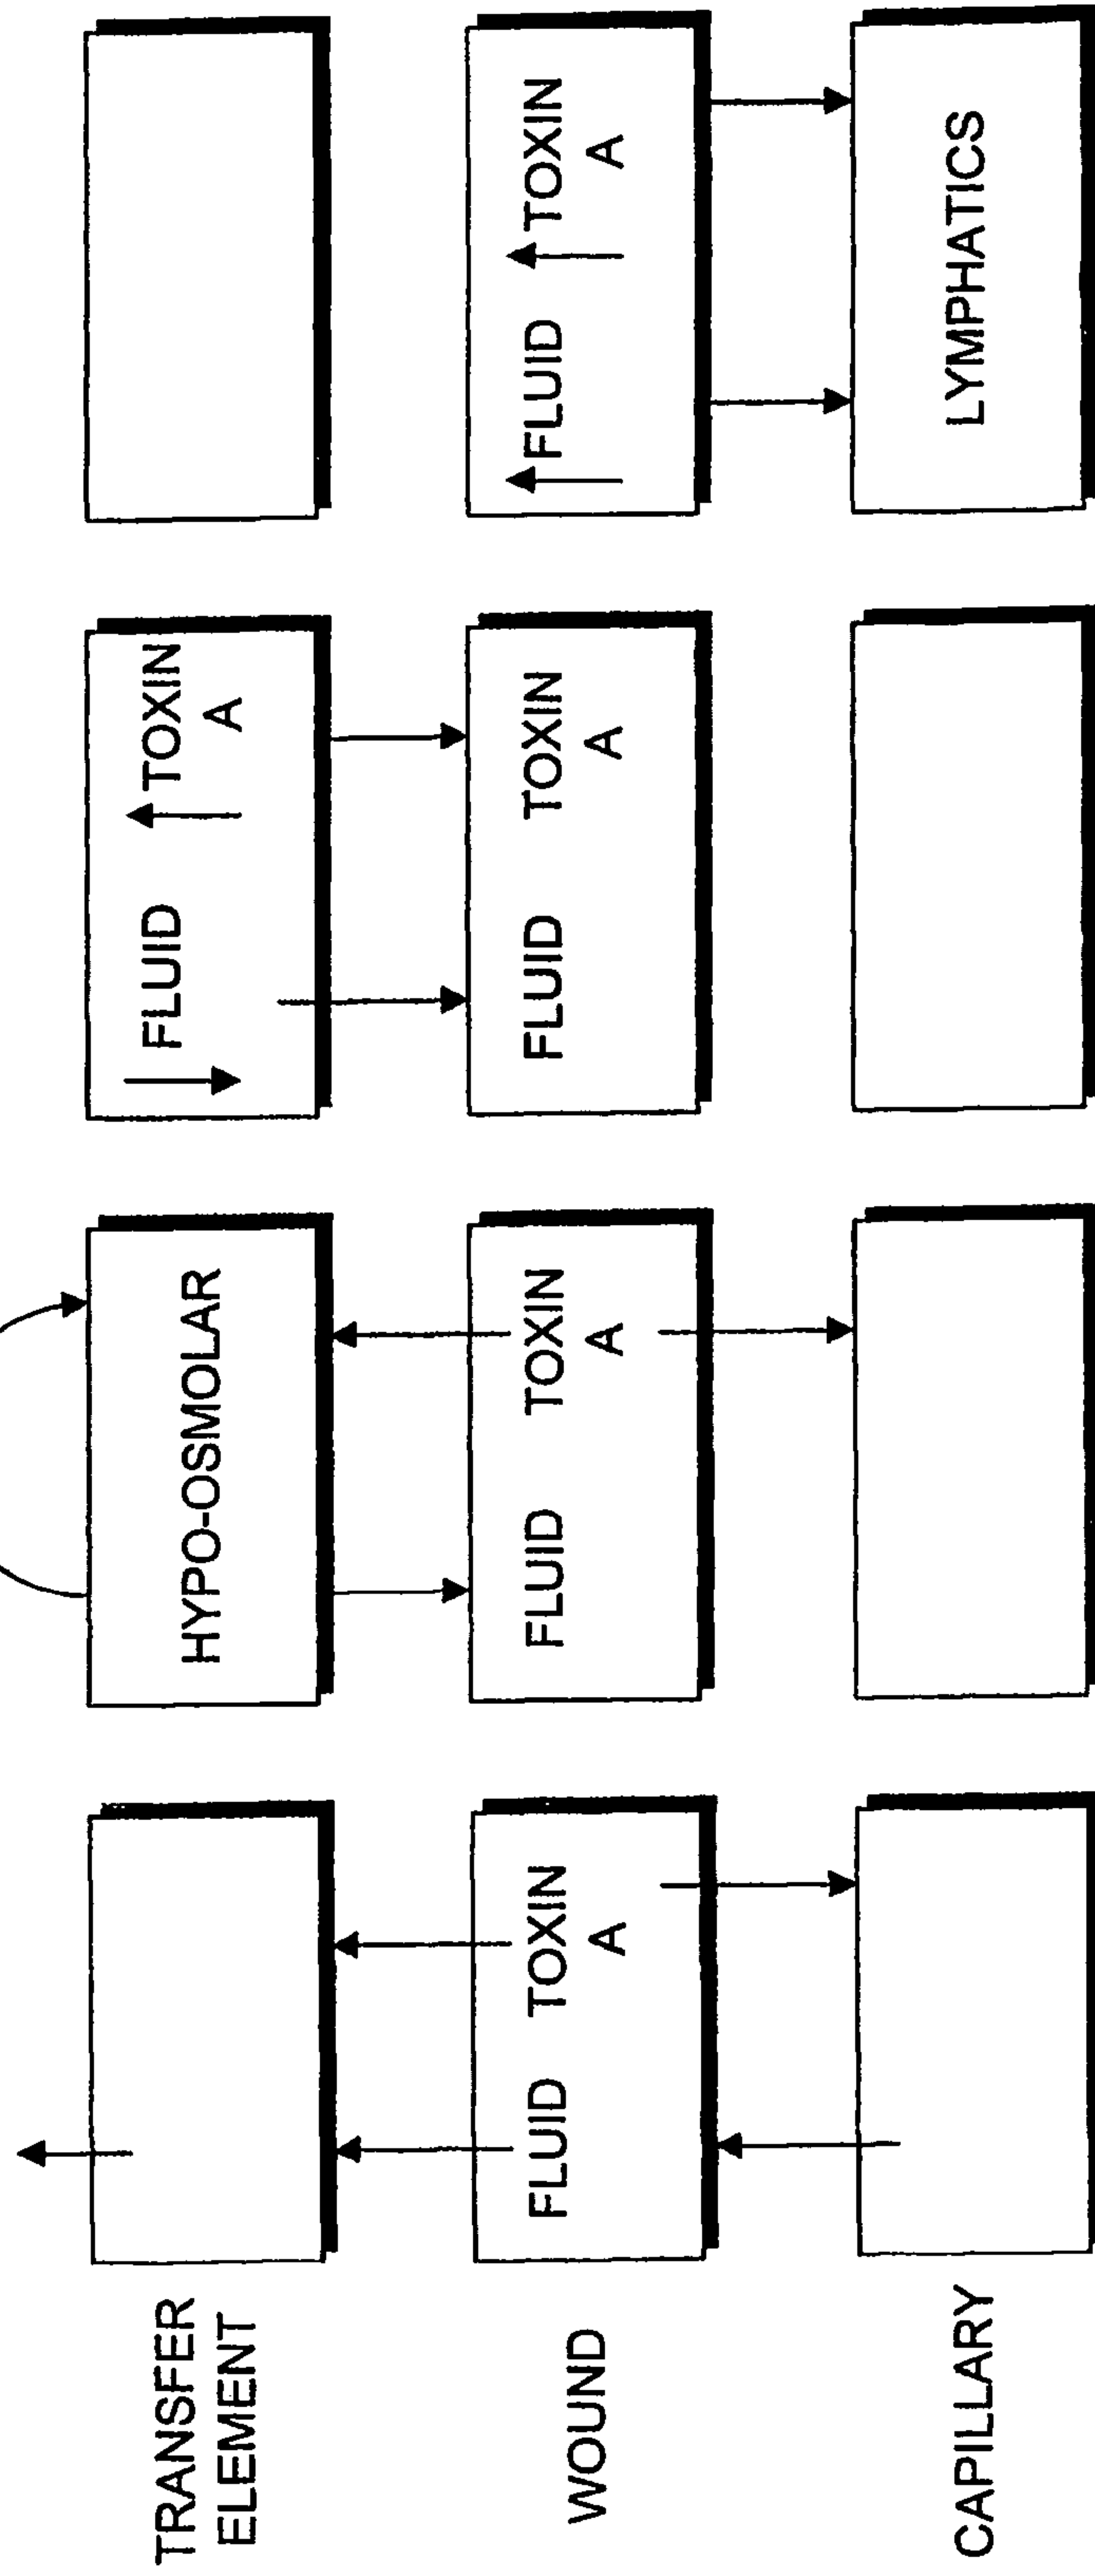 TRANSFER
ELEMENT
HYPO-OSMOLAR
FLUID TOXIN
A
WOUND
FLUID TOXIN
A
FLUID TOXIN
A
FLUID TOXIN
A
FLUID TOXIN
A
CAPILLARY
LYMPHATICS